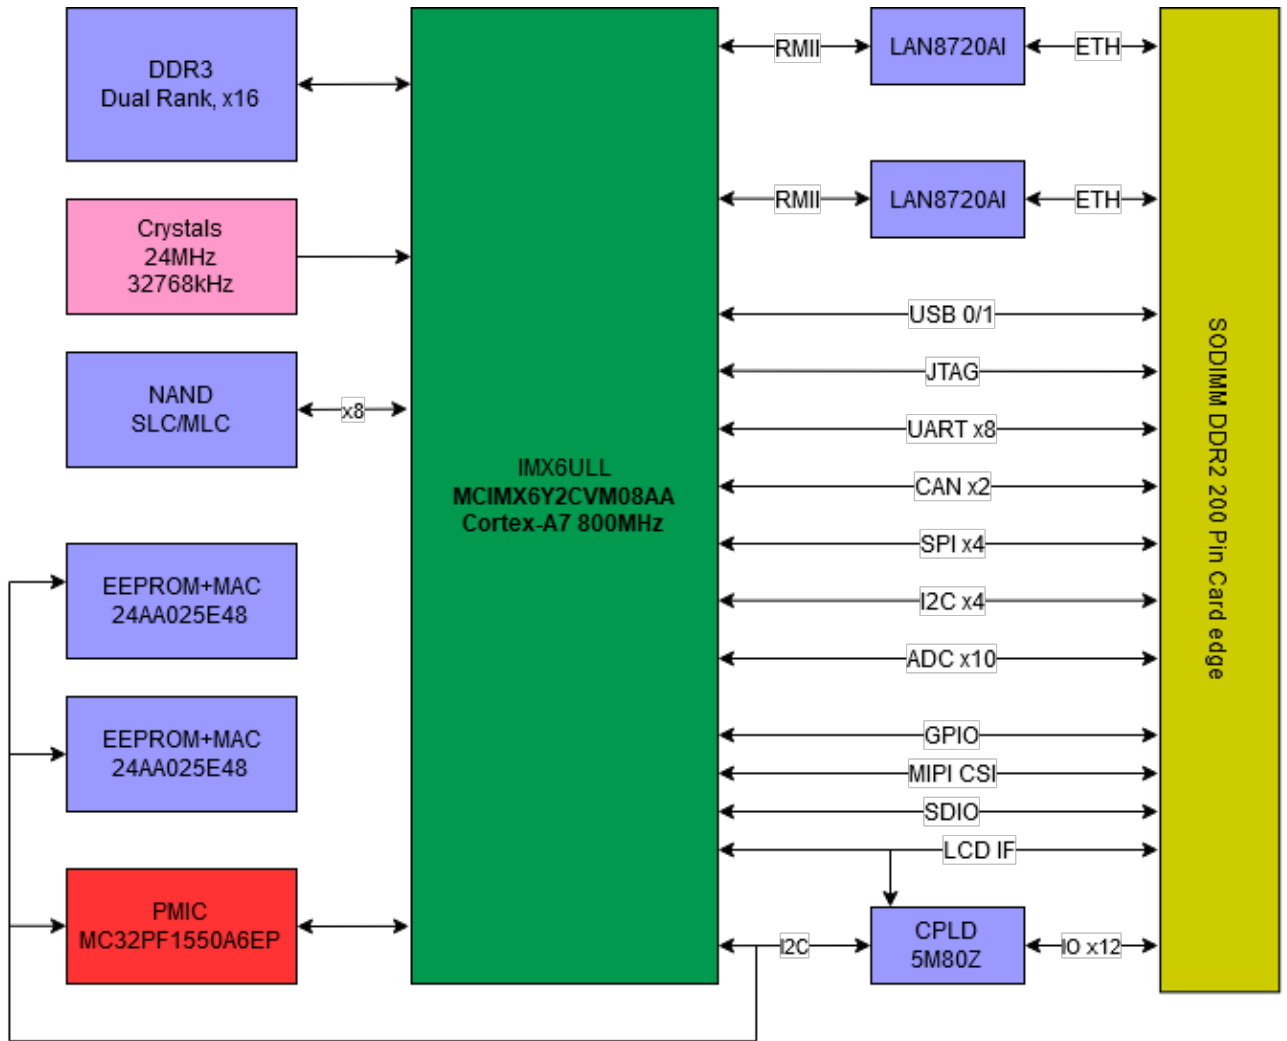 DDR3
Dual Rank, x16
Crystals
24MHz
32768kHz
NAND
SLC/MLC
x8
EEPROM+MAC
24AA025E48
EEPROM+MAC
24AA025E48
PMIC
MC32PF1550A6EP
IMX6ULL
MCIMX6Y2CVM08AA
Cortex-A7 800MHz
RMII
LAN8720AI
ETH
RMII
LAN8720AI
ETH
USB 0/1
JTAG
UART x8
CAN x2
SPI x4
I2C x4
ADC x10
GPIO
MIPI CSI
SDIO
LCD IF
I2C
CPLD
5M80Z
IO x12
SODIMM DDR2 200 Pin Card edge